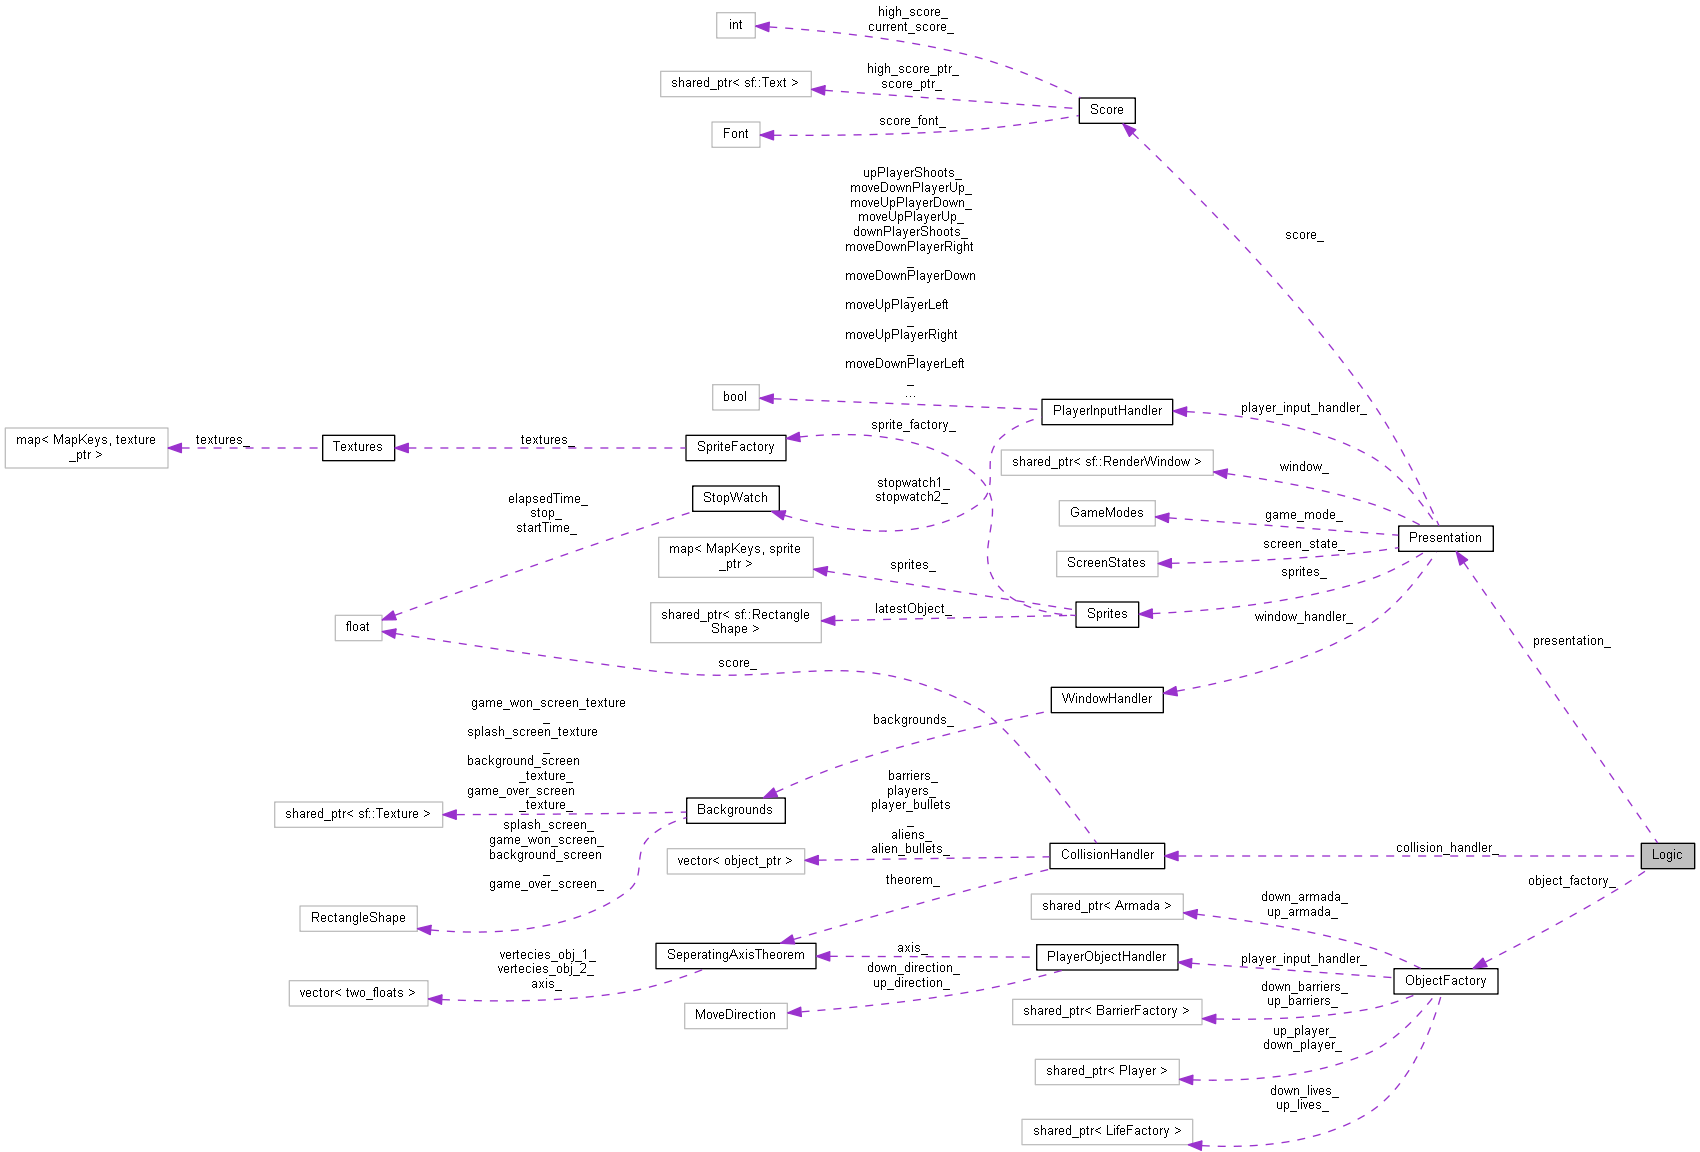 high_score_
current_score_
int
high_score_ptr_
score_ptr_
shared_ptr< sf::Text >
Score
score_font_
Font
upPlayerShoots_
moveDownPlayerUp_
moveUpPlayerDown_
moveUpPlayerUp_
downPlayerShoots_
moveDownPlayerRight
_
moveDownPlayerDown
_
moveUpPlayerLeft
_
moveUpPlayerRight
_
moveDownPlayerLeft
_
...
score_
bool
PlayerInputHandler
player_input_handler_
map< MapKeys, texture
_ptr >
textures_
Textures
textures_
SpriteFactory
sprite_factory_
shared_ptr< sf::RenderWindow >
window_
StopWatch
stopwatch1_
stopwatch2_
elapsedTime_
stop_
startTime_
GameModes
game_mode_
Presentation
ScreenStates
screen_state_
map< MapKeys, sprite
_ptr >
sprites_
sprites_
shared_ptr< sf::Rectangle
Shape >
latestObject_
Sprites
window_handler_
float
presentation_
score_
WindowHandler
backgrounds_
game_won_screen_texture
_
splash_screen_texture
_
background_screen
_texture_
game_over_screen
_texture_
shared_ptr< sf::Texture >
Backgrounds
splash_screen_
game_won_screen_
background_screen
_
game_over_screen_
RectangleShape
barriers_
players_
player_bullets
_
aliens_
alien_bullets_
vector< object_ptr >
CollisionHandler
collision_handler_
Logic
theorem_
object_factory_
shared_ptr< Armada >
down_armada_
up_armada_
SeperatingAxisTheorem
axis_
PlayerObjectHandler
player_input_handler_
ObjectFactory
vertecies_obj_1_
vertecies_obj_2_
axis_
vector< two_floats >
down_direction_
up_direction_
MoveDirection
shared_ptr< BarrierFactory >
down_barriers_
up_barriers_
up_player_
down_player_
shared_ptr< Player >
down_lives_
up_lives_
shared_ptr< LifeFactory >